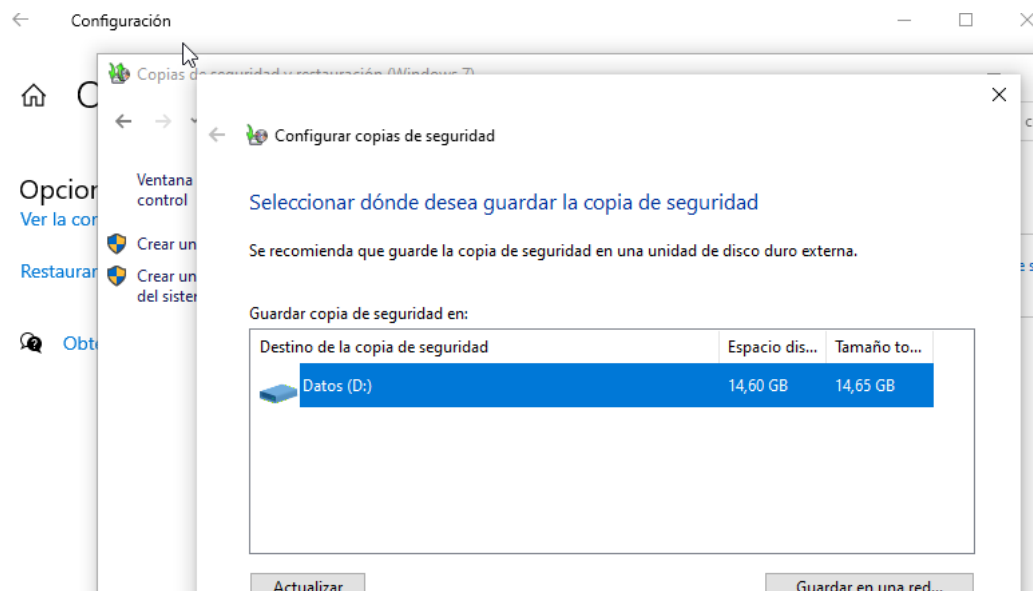 Configuración
Copias de seguridad y restauración (Windows 7)
Configurar copias de seguridad
Ventana
control
Opcion
Ver la con
Seleccionar dónde desea guardar la copia de seguridad
Crear un
Se recomienda que guarde la copia de seguridad en una unidad de disco duro externa.
Restaurar
Crear un
del sister
Guardar copia de seguridad en:
Obte
Destino de la copia de seguridad Espacio dis... Tamaño to...
Datos (D:) 14,60 GB 14,65 GB
Actualizar Guardar en una red...